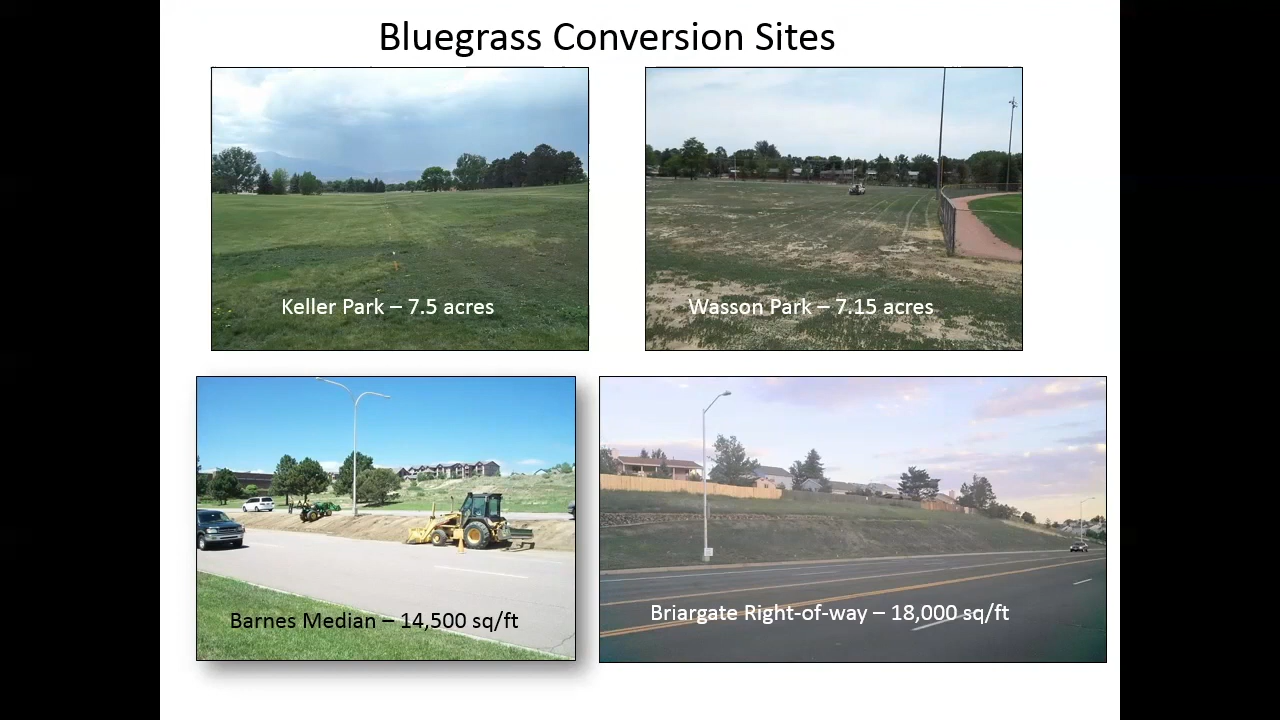 Bluegrass Conversion Sites
Keller Park – 7.5 acres
Wasson Park – 7.15 acres
Barnes Median – 14,500 sq/ft
Briargate Right-of-way – 18,000 sq/ft